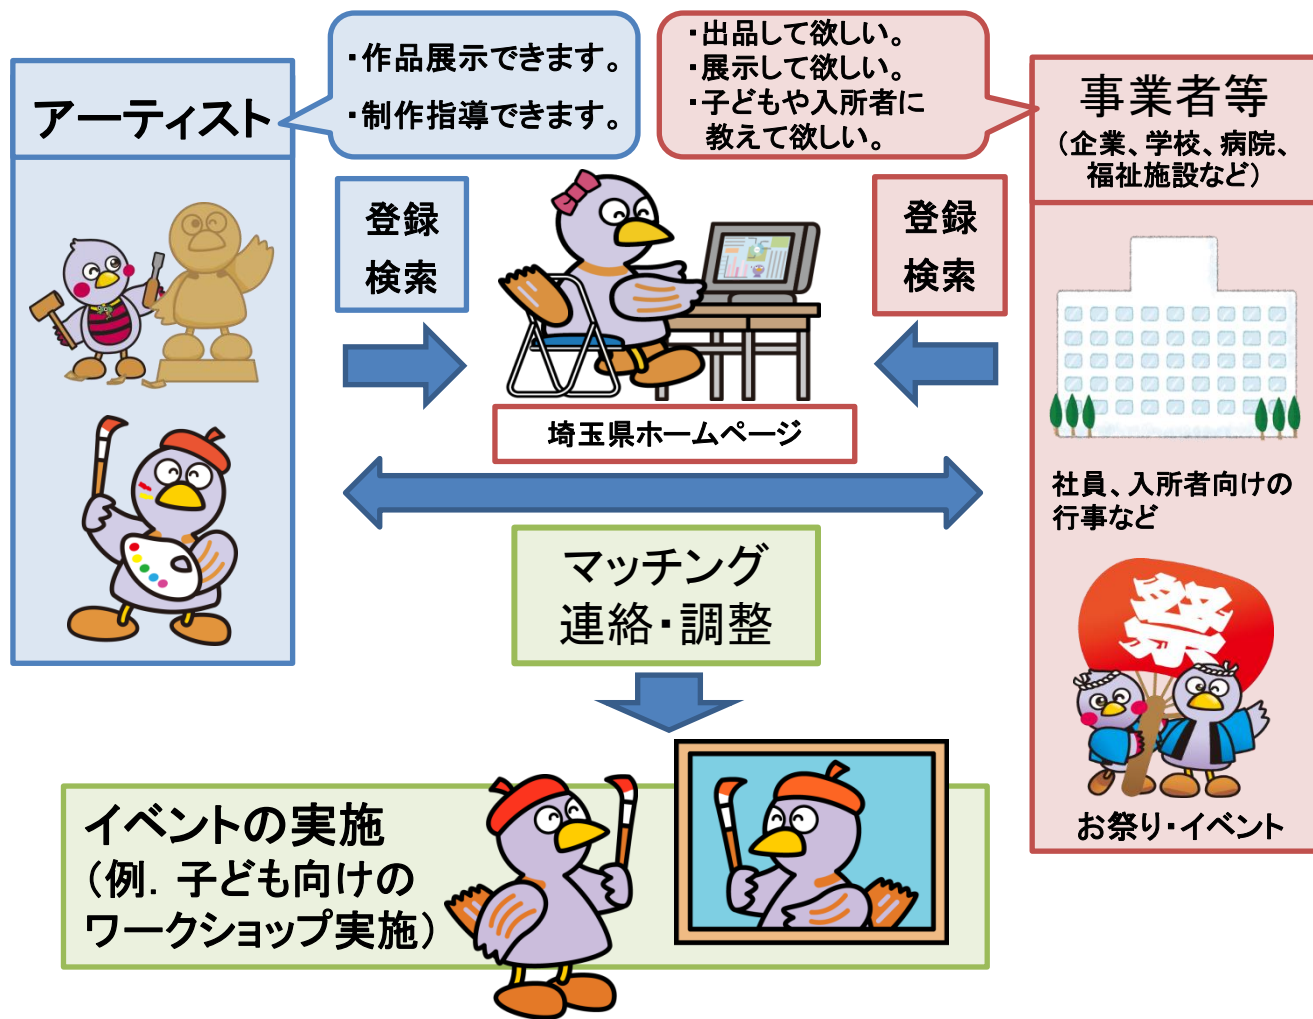 ・作品展示できます。
・制作指導できます。
・出品して欲しい。
・展示して欲しい。
・子どもや入所者に
教えて欲しい。
アーティスト
事業者等
（企業、学校、病院、
福祉施設など）
登録
検索
登録
検索
埼玉県ホームページ
社員、入所者向けの
行事など
マッチング
連絡・調整
祭
お祭り・イベント
イベントの実施
（例．子ども向けの
ワークショップ実施）